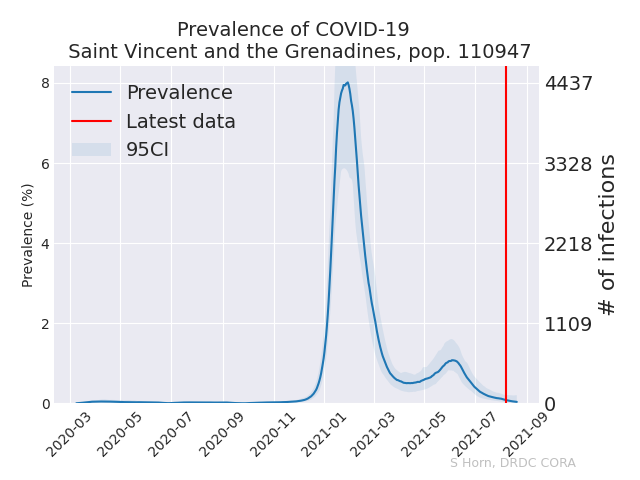 Prevalence of COVID-19
Saint Vincent and the Grenadines, pop. 110947
Prevalence
Latest data
95CI
Prevalence (%)
8
6
4
2
0
4437
3328
2218
1109
0
# of infections
2020-03
2020-05
2020-07
2020-09
2020-11
2021-01
2021-03
2021-05
2021-07
2021-09
S Horn, DRDC CORA